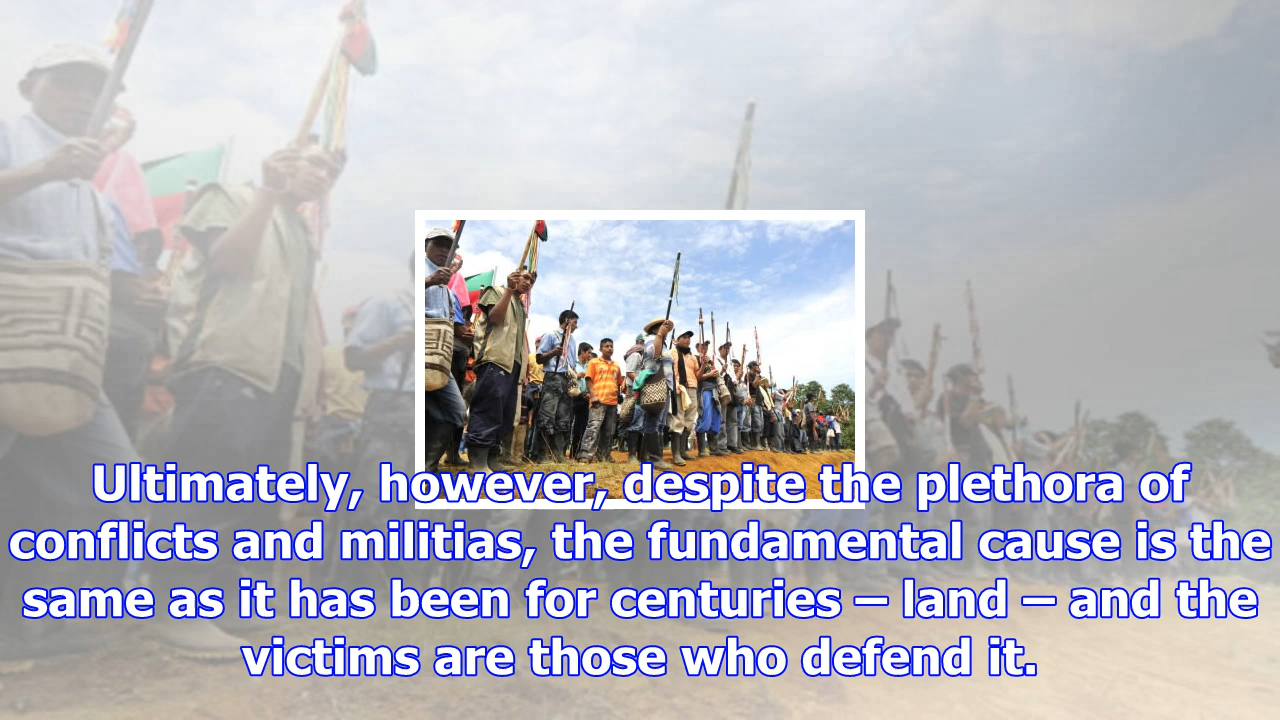 Ultimately, however, despite the plethora of
conflicts and militias, the fundamental cause is the
same as it has been for centuries – land – and the
victims are those who defend it.